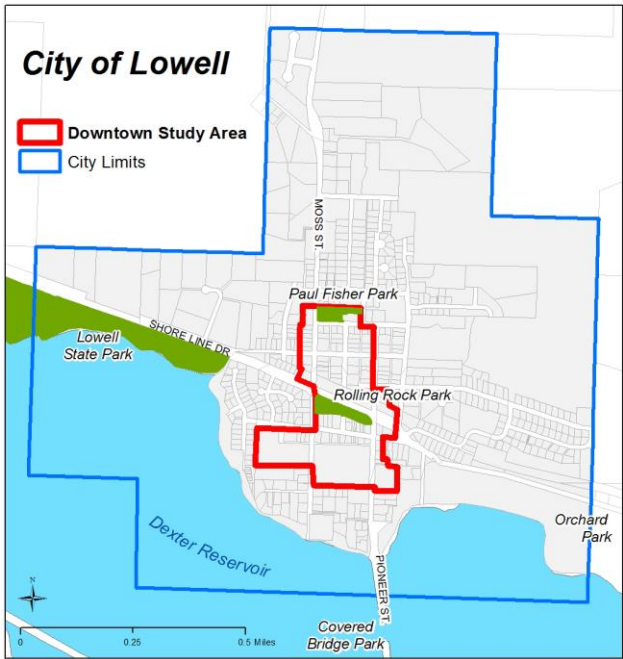 City of Lowell
Downtown Study Area
City Limits
MOSS ST.
Paul Fisher Park
SHORE LINE DR
Lowell
State Park
Rolling Rock Park
Orchard
Park
Dexter Reservoir
PIONEER ST.
N
Covered
Bridge Park
0 0.25 0.5 Miles